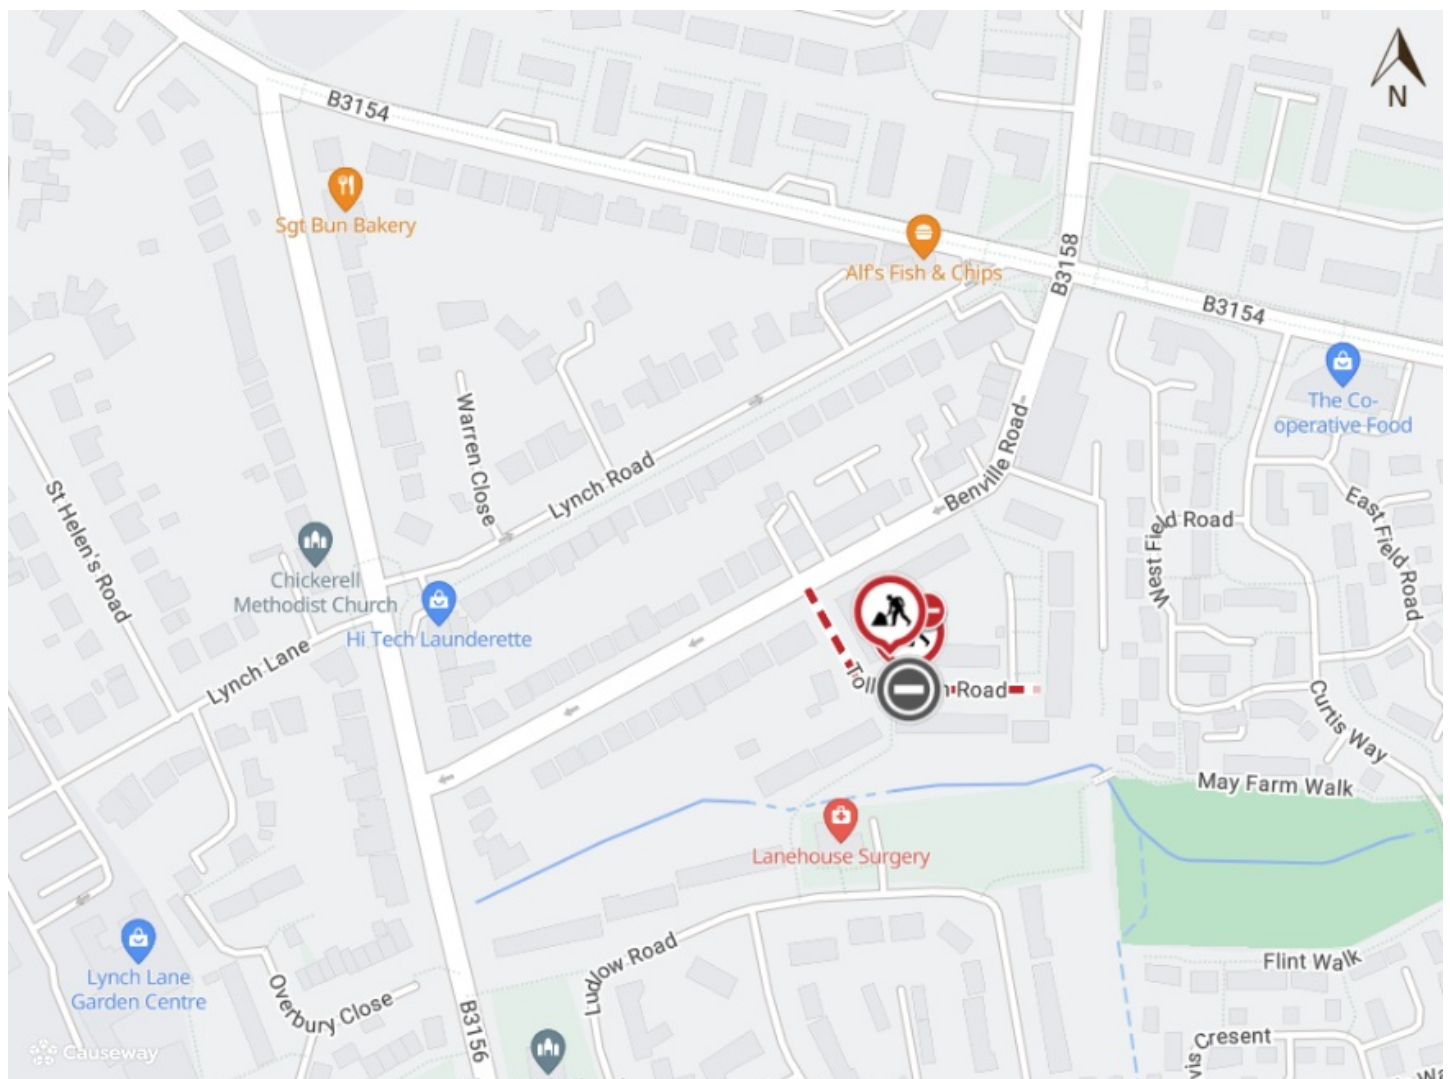 N
B3154
Sgt Bun Bakery
Alf's Fish & Chips
B3158
B3154
The Co-
operative Food
Warren Close
Lynch Road
Benville Road
St Helen's Road
Chickerell
Methodist Church
Hi Tech Launderette
Lynch Lane
West Field Road
East Field Road
Road
Curtis Way
May Farm Walk
Lanehouse Surgery
Lynch Lane
Garden Centre
Overbury Close
Ludlow Road
Flint Walk
B3156
Cresent
Causeway